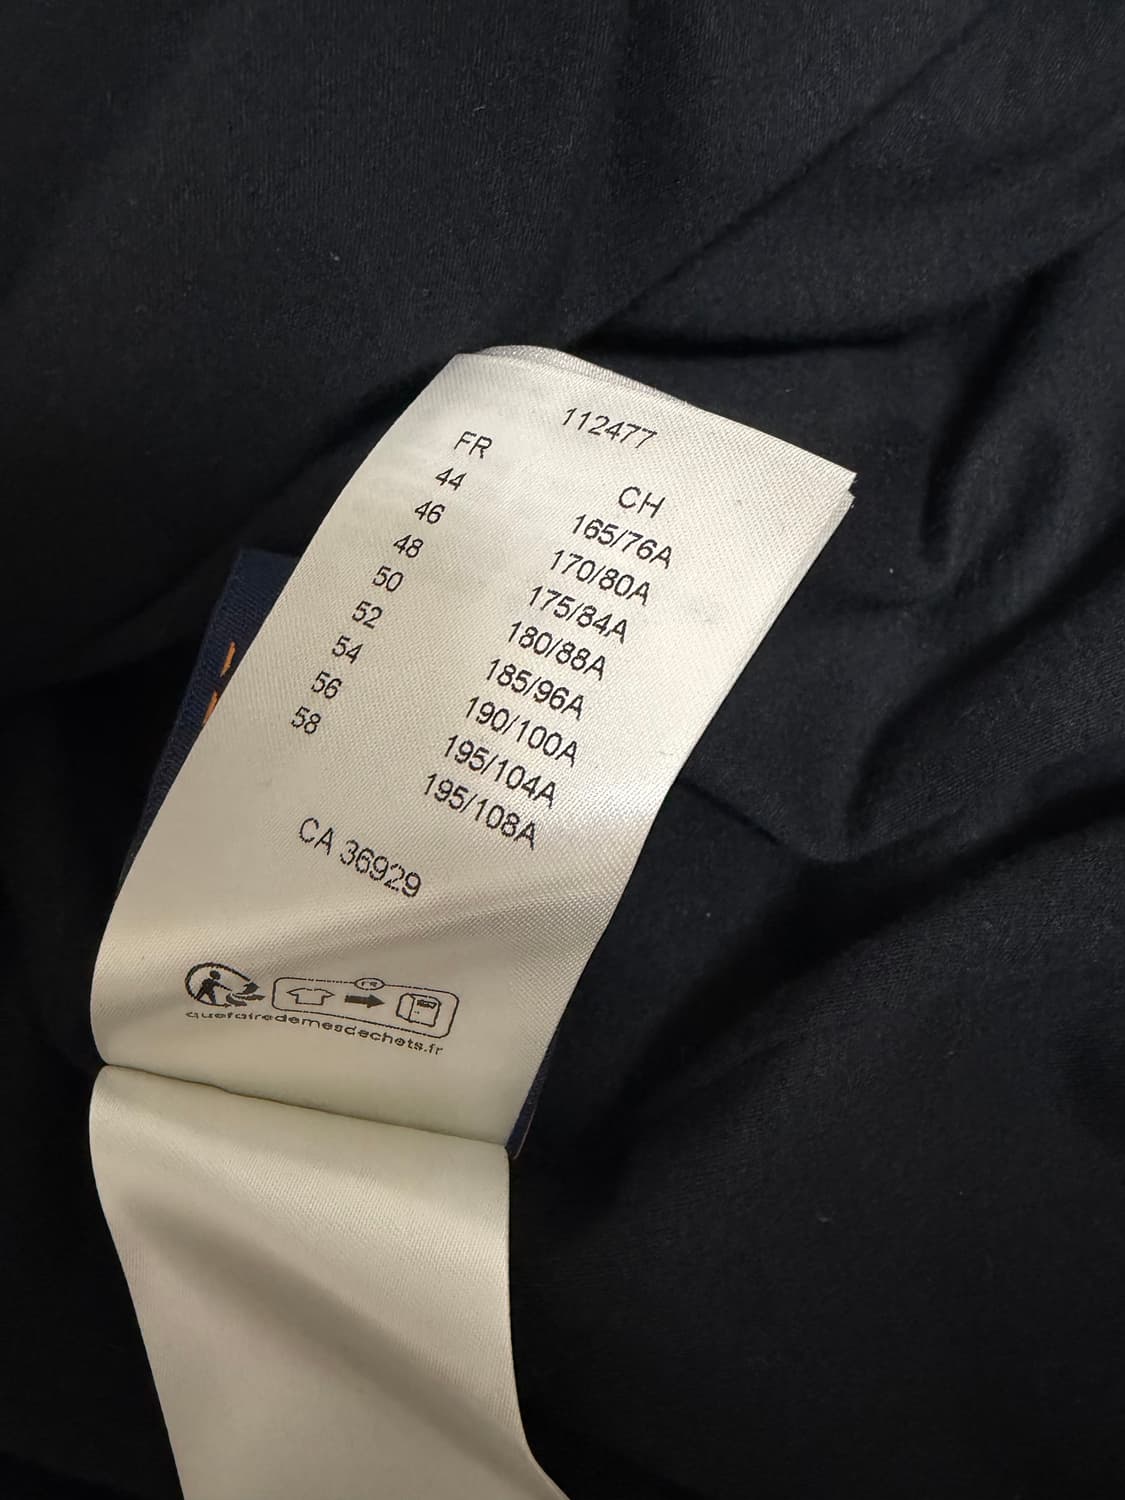 112477
FR CH
44 165/76A
46 170/80A
48 175/84A
50 180/88A
52 185/96A
54 190/100A
56 195/104A
58 195/108A
CA 36929
FR
quefairedemesdechets.fr